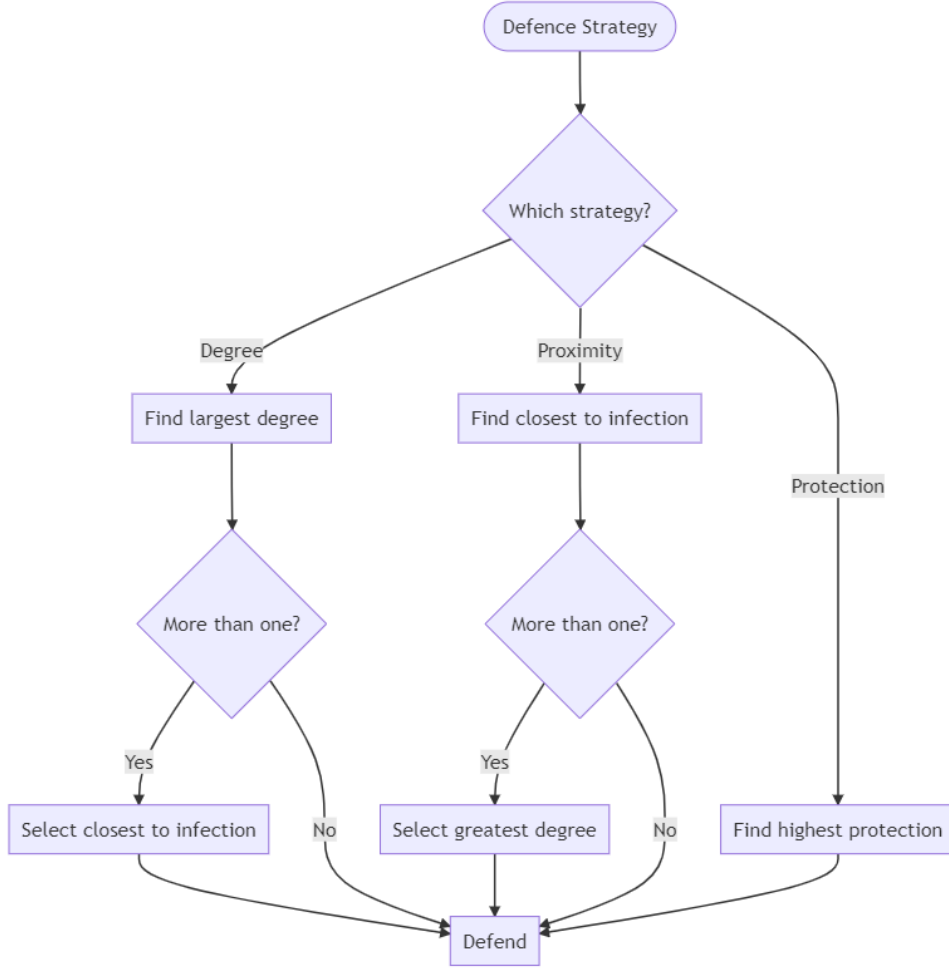 Defence Strategy
Which strategy?
Degree
Proximity
Find largest degree
Find closest to infection
Protection
More than one?
More than one?
Yes
Yes
Select closest to infection
No
Select greatest degree
No
Find highest protection
Defend